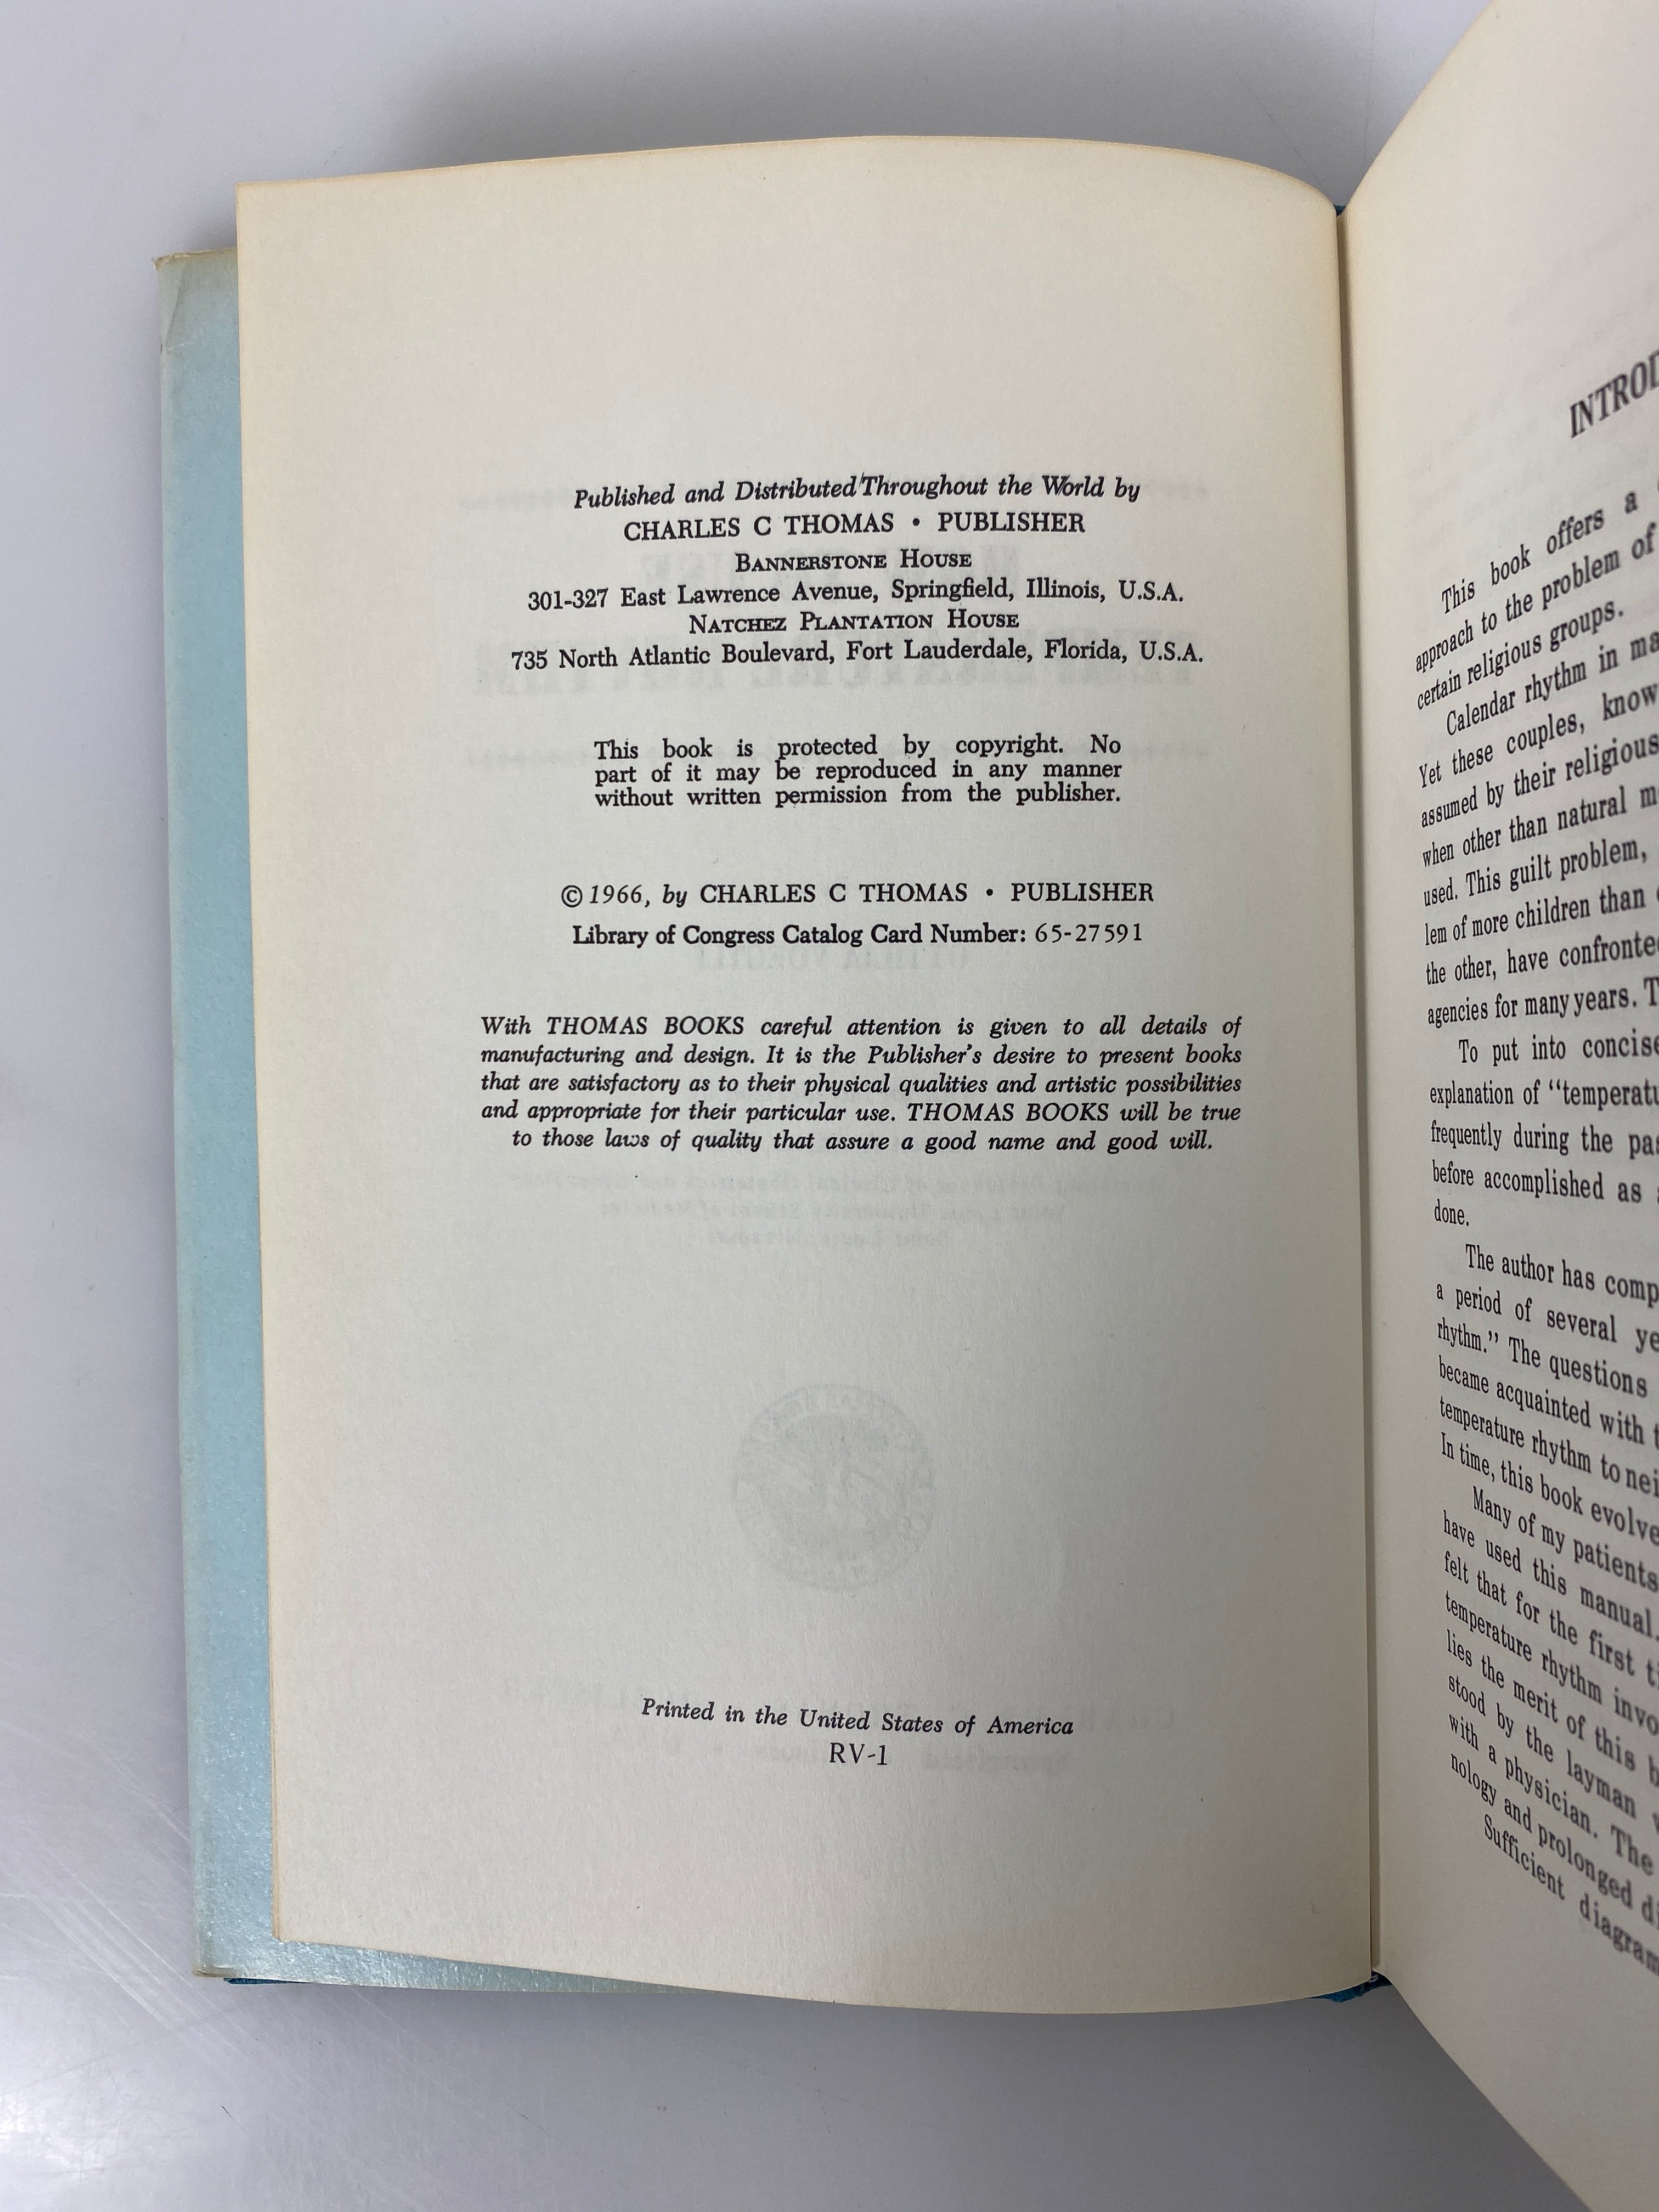 Published and Distributed Throughout the World by
CHARLES C THOMAS • PUBLISHER
BANNERSTONE HOUSE
301-327 East Lawrence Avenue, Springfield, Illinois, U.S.A.
NATCHEZ PLANTATION HOUSE
735 North Atlantic Boulevard, Fort Lauderdale, Florida, U.S.A.
This book is protected by copyright. No
part of it may be reproduced in any manner
without written permission from the publisher.
© 1966, by CHARLES C THOMAS • PUBLISHER
Library of Congress Catalog Card Number: 65-27591
With THOMAS BOOKS careful attention is given to all details of
manufacturing and design. It is the Publisher's desire to present books
that are satisfactory as to their physical qualities and artistic possibilities
and appropriate for their particular use. THOMAS BOOKS will be true
to those laws of quality that assure a good name and good will.
Printed in the United States of America
RV-1
INTROD
This book offers a
approach to the problem of
certain religious groups.
Calendar rhythm in ma
Yet these couples, know
assumed by their religious
when other than natural m
used. This guilt problem,
lem of more children than
the other, have confronte
agencies for many years. T
To put into concise
explanation of "temperatu
frequently during the pas
before accomplished as
done.
The author has comp
a period of several ye
rhythm." The questions
became acquainted with t
temperature rhythm to nei
In time, this book evolve
Many of my patients
have used this manual.
felt that for the first ti
temperature rhythm invo
lies the merit of this b
stood by the layman
with a physician. The
nology and prolonged di
Sufficient diagram